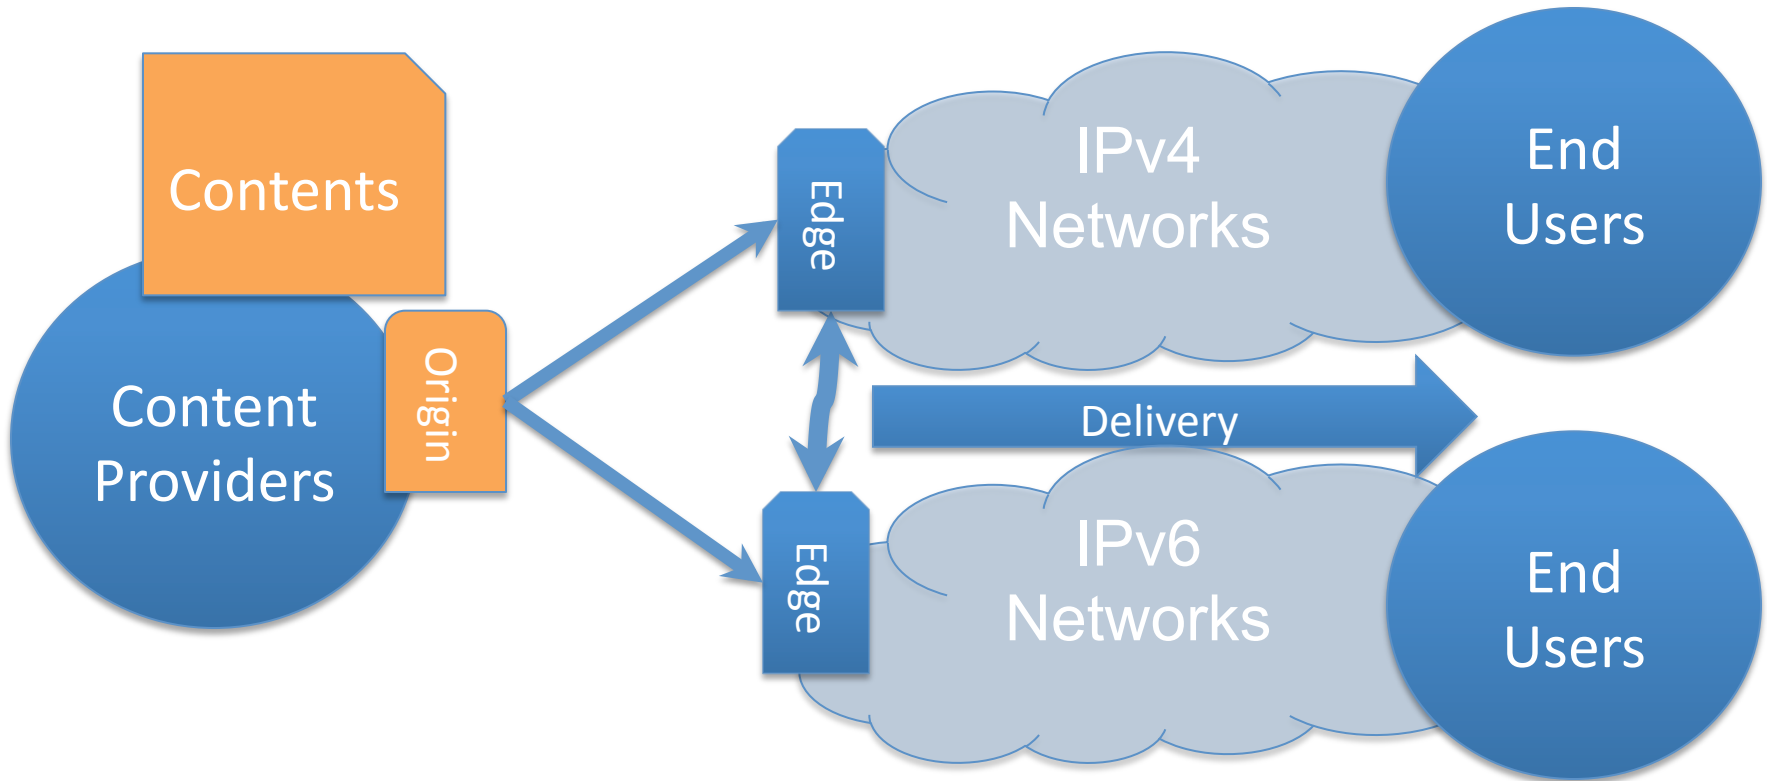 Contents
Content
Providers
Origin
Edge
IPv4
Networks
End
Users
Delivery
Edge
IPv6
Networks
End
Users